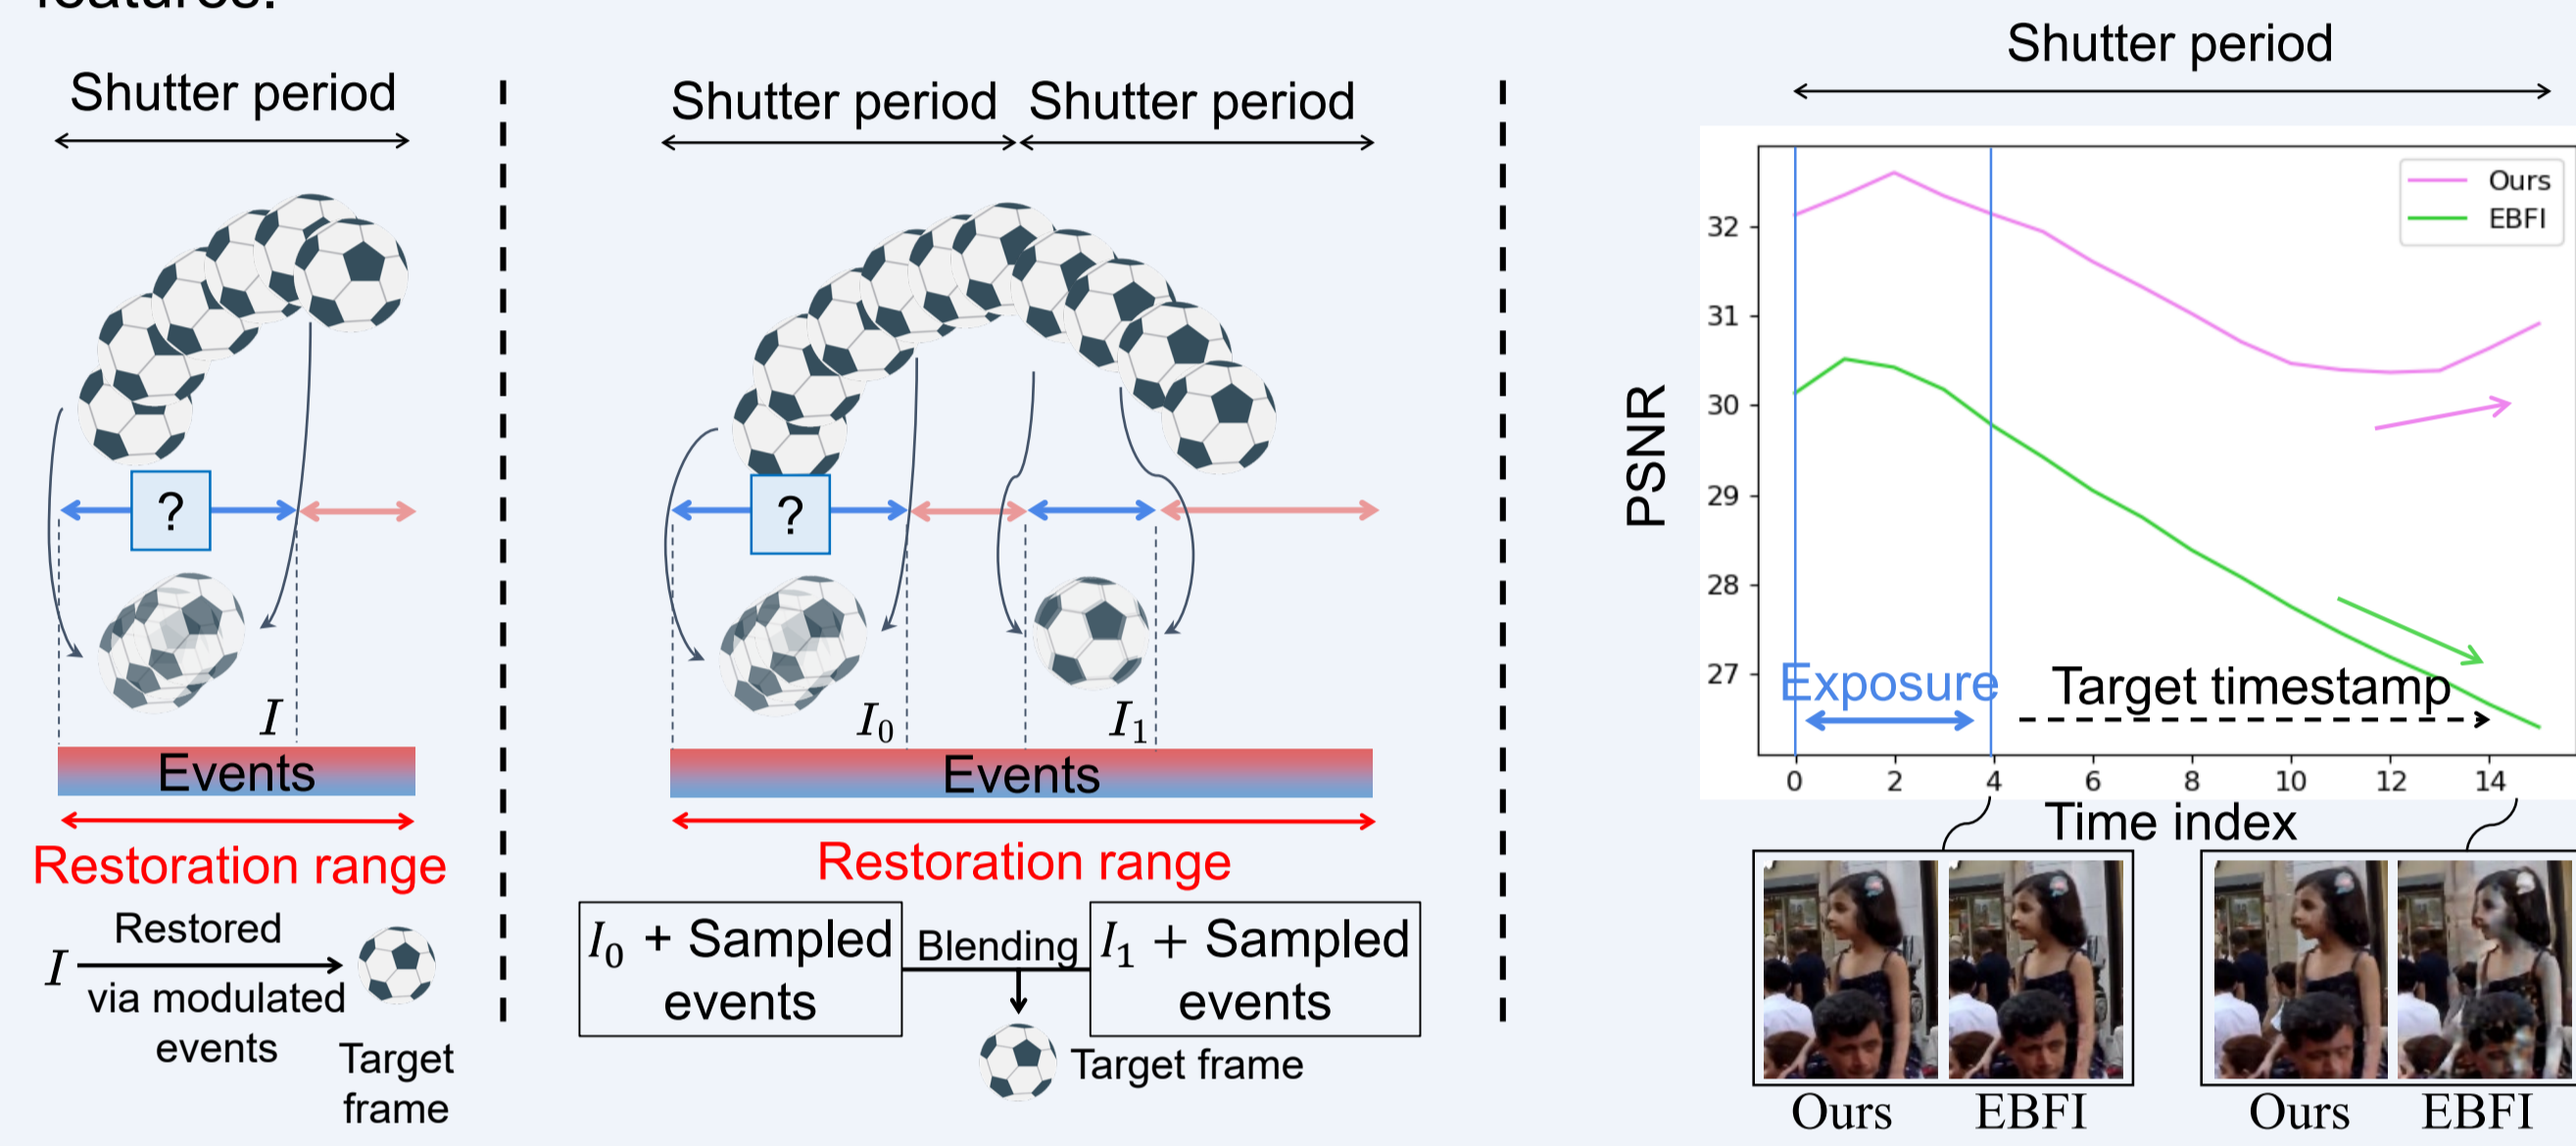 features.
Shutter period
?
I
Events
Restoration range
I
Restored
via modulated
events
Target
frame
Shutter period
Shutter period
?
I₀
I₁
Events
Restoration range
I₀ + Sampled
events
Blending
I₁ + Sampled
events
Target frame
Shutter period
Ours
EBFI
PSNR
32
31
30
29
28
27
Exposure
Target timestamp
0 2 4 6 8 10 12 14
Time index
Ours
EBFI
Ours
EBFI